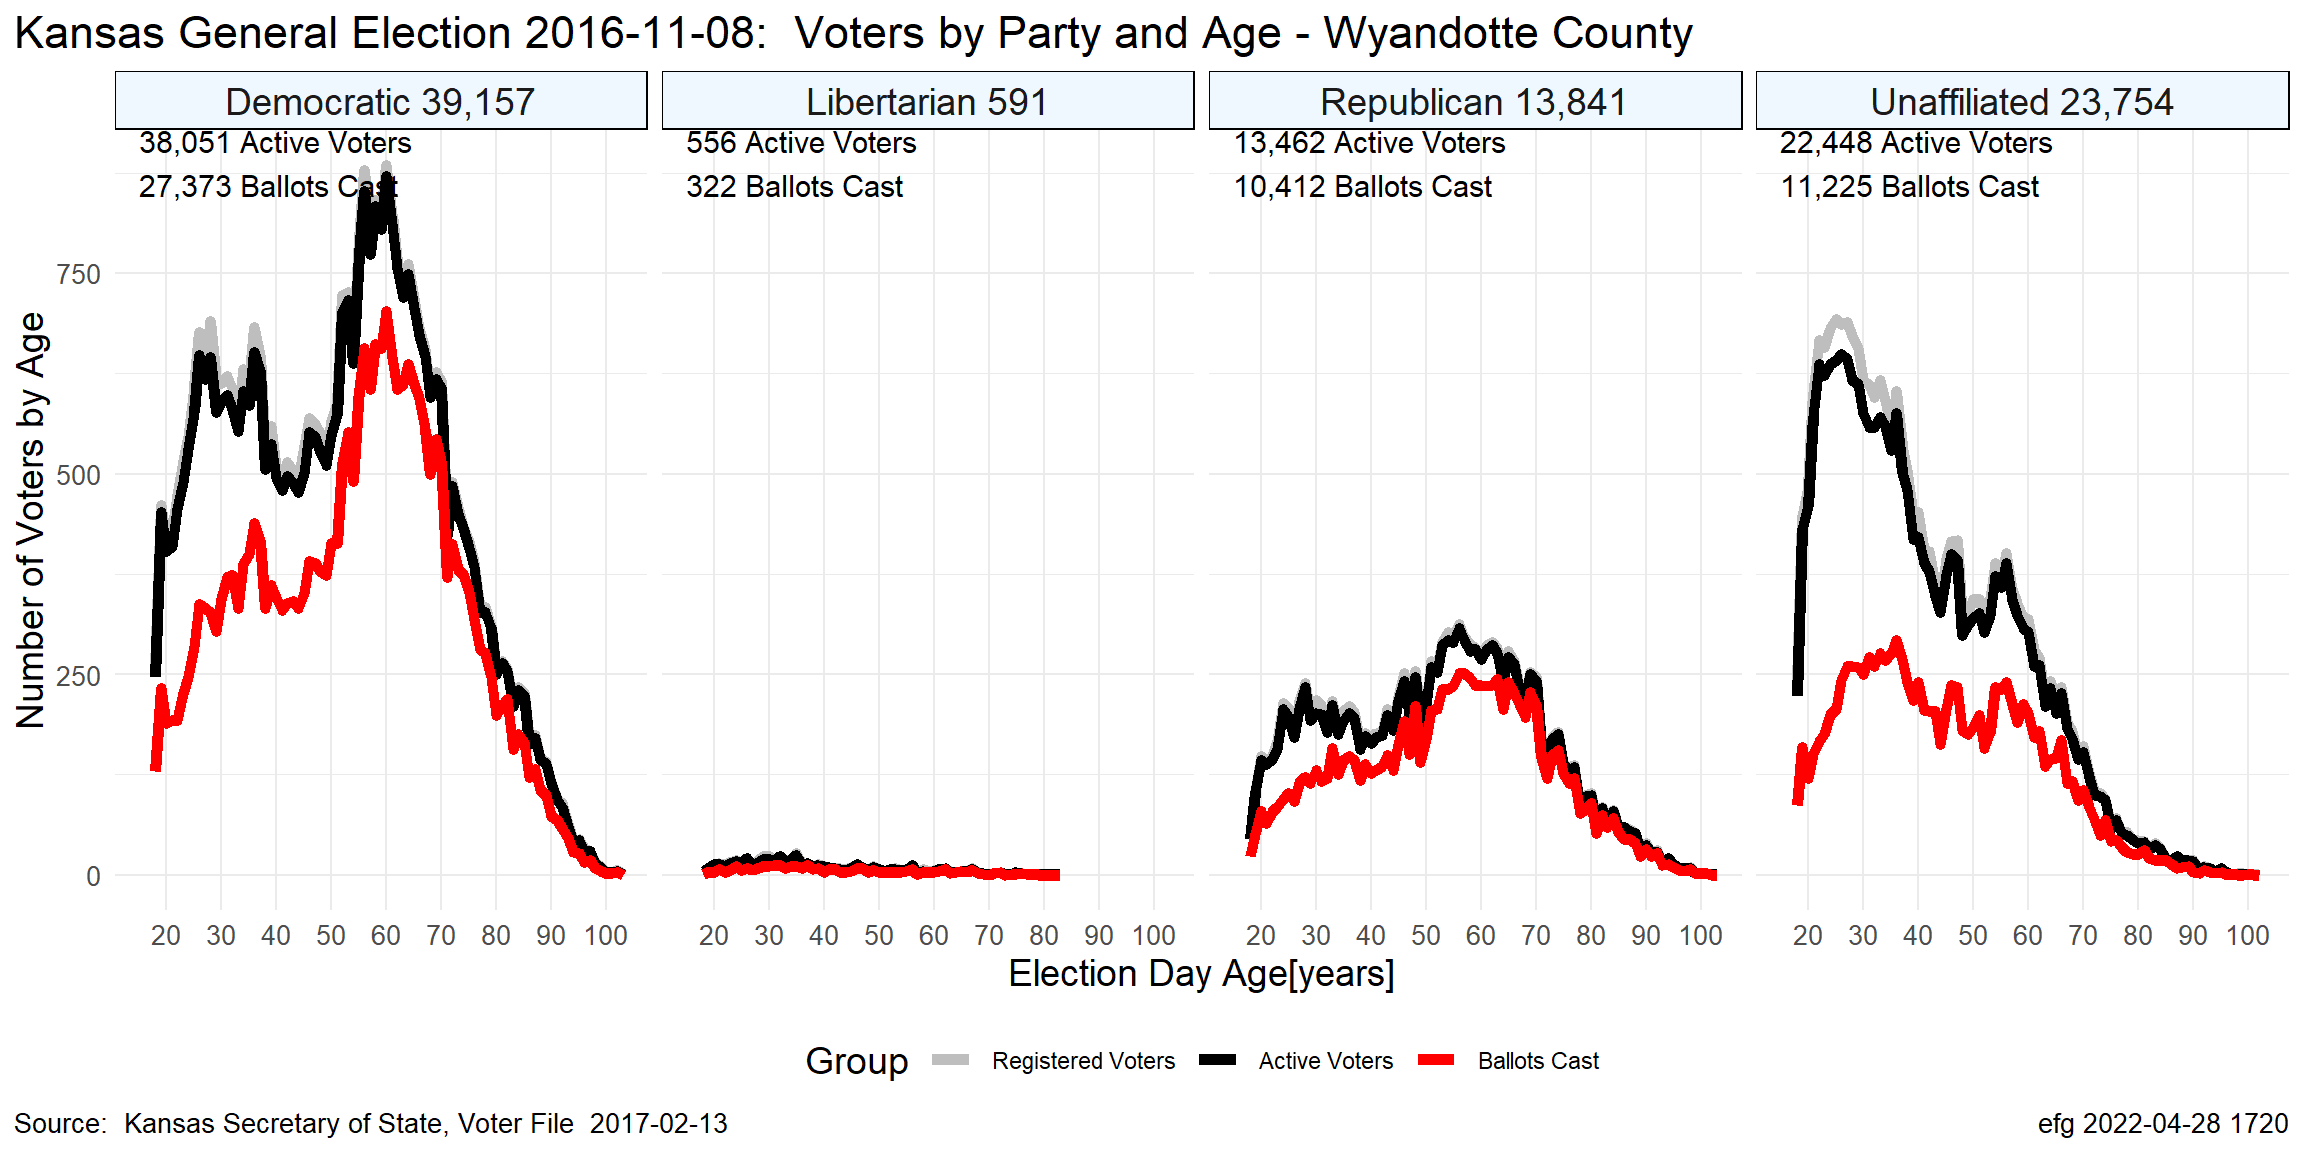 Kansas General Election 2016-11-08:  Voters by Party and Age - Wyandotte County
Democratic 39,157
Libertarian 591
Republican 13,841
Unaffiliated 23,754
38,051 Active Voters
27,373 Ballots Cast
556 Active Voters
322 Ballots Cast
13,462 Active Voters
10,412 Ballots Cast
22,448 Active Voters
11,225 Ballots Cast
Number of Voters by Age
750
500
250
0
20 30 40 50 60 70 80 90 100
20 30 40 50 60 70 80 90 100
20 30 40 50 60 70 80 90 100
20 30 40 50 60 70 80 90 100
Election Day Age[years]
Group Registered Voters Active Voters Ballots Cast
Source:  Kansas Secretary of State, Voter File  2017-02-13
efg 2022-04-28 1720